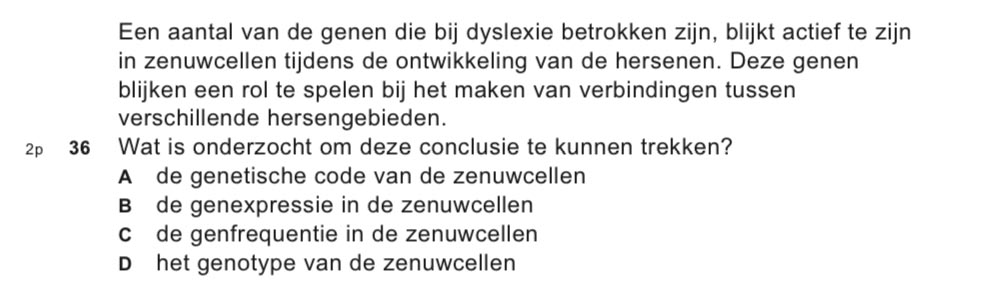 Een aantal van de genen die bij dyslexie betrokken zijn, blijkt actief te zijn
in zenuwcellen tijdens de ontwikkeling van de hersenen. Deze genen
blijken een rol te spelen bij het maken van verbindingen tussen
verschillende hersengebieden.
2p 36 Wat is onderzocht om deze conclusie te kunnen trekken?
A de genetische code van de zenuwcellen
B de genexpressie in de zenuwcellen
C de genfrequentie in de zenuwcellen
D het genotype van de zenuwcellen